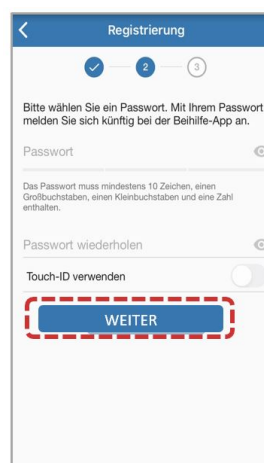 Registrierung
2
3
Bitte wählen Sie ein Passwort. Mit Ihrem Passwort
melden Sie sich künftig bei der Beihilfe-App an.
Passwort
Das Passwort muss mindestens 10 Zeichen, einen
Großbuchstaben, einen Kleinbuchstaben und eine Zahl
enthalten.
Passwort wiederholen
Touch-ID verwenden
WEITER